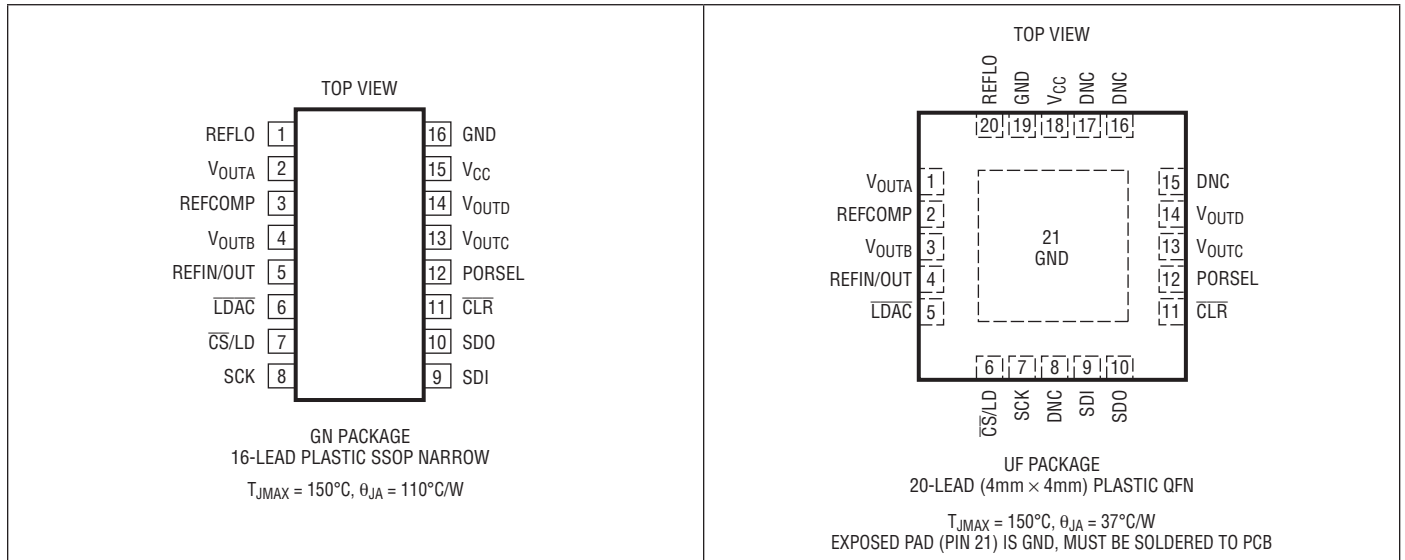 TOP VIEW
REFLO 1
VOUTA 2
REFCOMP 3
VOUTB 4
REFIN/OUT 5
LDAC 6
CS/LD 7
SCK 8
16 GND
15 VCC
14 VOUTD
13 VOUTC
12 PORSEL
11 CLR
10 SDO
9 SDI
GN PACKAGE
16-LEAD PLASTIC SSOP NARROW
TJMAX = 150°C, θJA = 110°C/W
TOP VIEW
REFLO GND VCC DNC DNC
20 19 18 17 16
VOUTA 1
REFCOMP 2
VOUTB 3
REFIN/OUT 4
LDAC 5
21
GND
15 DNC
14 VOUTD
13 VOUTC
12 PORSEL
11 CLR
6 7 8 9 10
CS/LD SCK DNC SDI SDO
UF PACKAGE
20-LEAD (4mm × 4mm) PLASTIC QFN
TJMAX = 150°C, θJA = 37°C/W
EXPOSED PAD (PIN 21) IS GND, MUST BE SOLDERED TO PCB